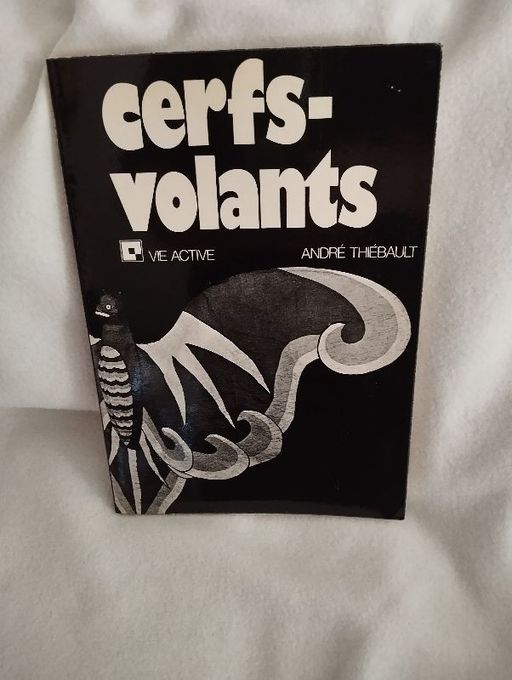 cerfs-
volants
VIE ACTIVE ANDRÉ THIÉBAULT